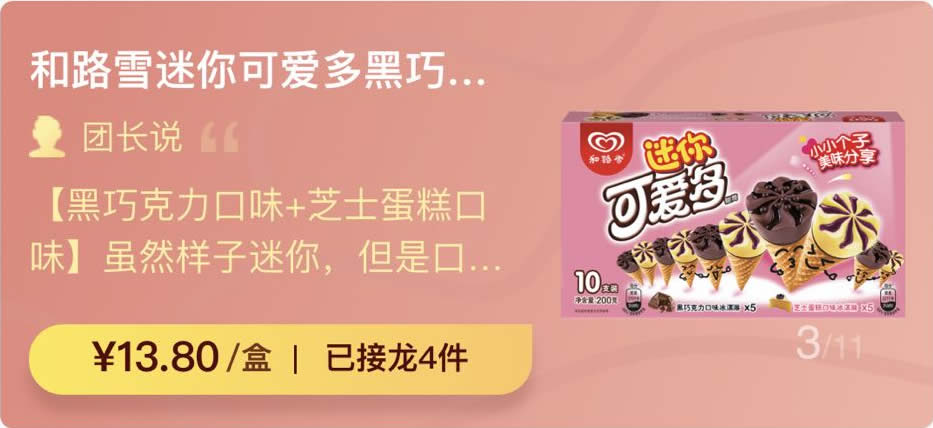 和路雪迷你可爱多黑巧...
团长说
【黑巧克力口味+芝士蛋糕口
味】虽然样子迷你，但是口...
¥13.80 /盒 | 已接龙4件
和路雪
迷你
可爱多
小小个子
美味分享
10支装
净含量:200克
黑巧克力口味冰淇淋 x5
芝士蛋糕口味冰淇淋 x5
3/11